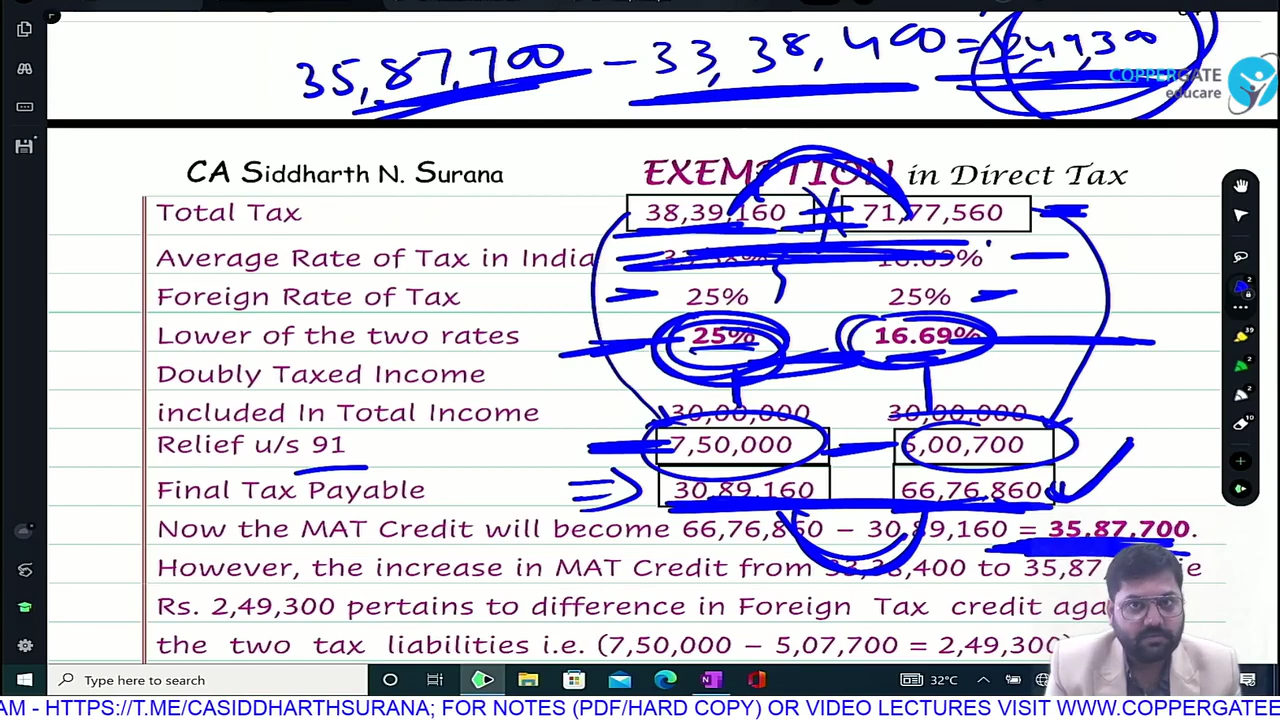 35,87,700 – 33,38,400 = 2,49,300
COPPERGATE
educare
CA Siddharth N. Surana
EXEMPTION in Direct Tax
Total Tax 38,39,160 71,77,560
Average Rate of Tax in India 16.69%
Foreign Rate of Tax 25% 25%
Lower of the two rates 25% 16.69%
Doubly Taxed Income
included In Total Income 30,00,000 30,00,000
Relief u/s 91 7,50,000 5,00,700
Final Tax Payable 30,89,160 66,76,860
Now the MAT Credit will become 66,76,860 – 30,89,160 = 35,87,700.
However, the increase in MAT Credit from 33,38,400 to 35,87, ie
Rs. 2,49,300 pertains to difference in Foreign Tax credit aga
the two tax liabilities i.e. (7,50,000 – 5,07,700 = 2,49,300)
Type here to search
32°C
AM - HTTPS://T.ME/CASIDDHARTHSURANA; FOR NOTES (PDF/HARD COPY) OR VIDEO LECTURES VISIT WWW.COPPERGATEE